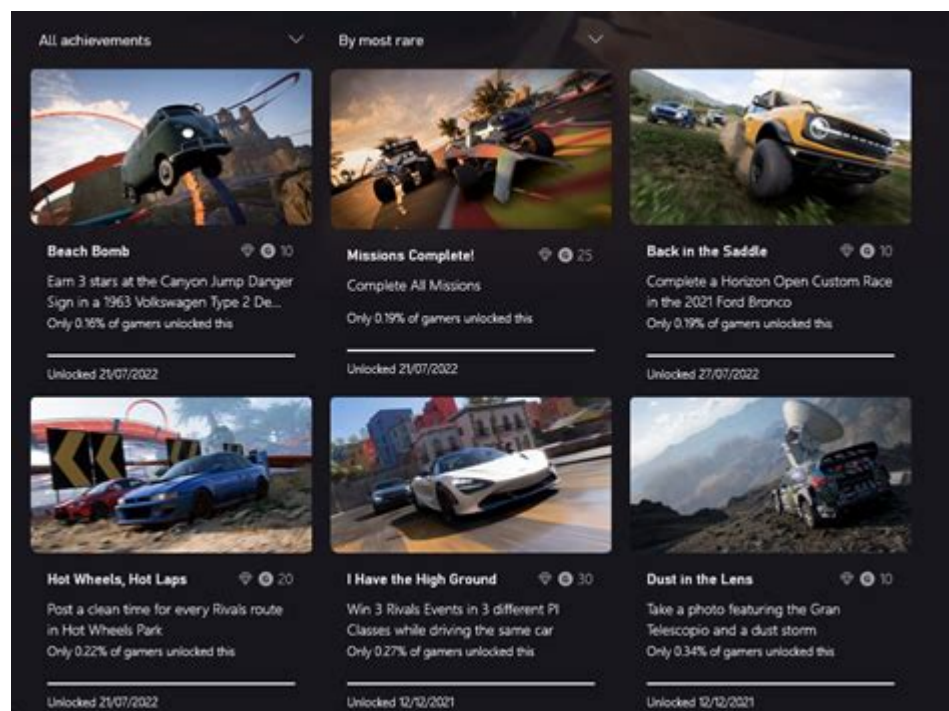 All achievements
By most rare
Beach Bomb
10
Earn 3 stars at the Canyon Jump Danger
Sign in a 1963 Volkswagen Type 2 De...
Only 0.16% of gamers unlocked this
Unlocked 21/07/2022
Missions Complete!
25
Complete All Missions
Only 0.19% of gamers unlocked this
Unlocked 21/07/2022
Back in the Saddle
10
Complete a Horizon Open Custom Race
in the 2021 Ford Bronco
Only 0.19% of gamers unlocked this
Unlocked 27/07/2022
Hot Wheels, Hot Laps
20
Post a clean time for every Rivals route
in Hot Wheels Park
Only 0.22% of gamers unlocked this
Unlocked 21/07/2022
I Have the High Ground
30
Win 3 Rivals Events in 3 different PI
Classes while driving the same car
Only 0.27% of gamers unlocked this
Unlocked 12/12/2021
Dust in the Lens
10
Take a photo featuring the Gran
Telescopio and a dust storm
Only 0.34% of gamers unlocked this
Unlocked 12/12/2021